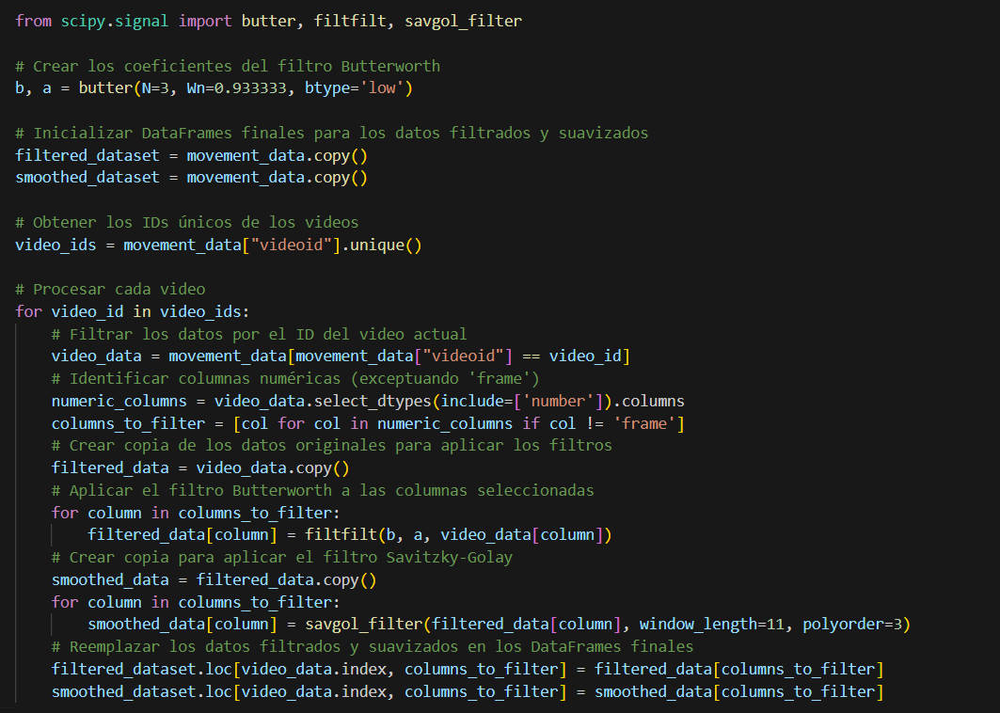 from scipy.signal import butter, filtfilt, savgol_filter

# Crear los coeficientes del filtro Butterworth
b, a = butter(N=3, Wn=0.933333, btype='low')

# Inicializar DataFrames finales para los datos filtrados y suavizados
filtered_dataset = movement_data.copy()
smoothed_dataset = movement_data.copy()

# Obtener los IDs únicos de los videos
video_ids = movement_data["videoid"].unique()

# Procesar cada video
for video_id in video_ids:
    # Filtrar los datos por el ID del video actual
    video_data = movement_data[movement_data["videoid"] == video_id]
    # Identificar columnas numéricas (exceptuando 'frame')
    numeric_columns = video_data.select_dtypes(include=['number']).columns
    columns_to_filter = [col for col in numeric_columns if col != 'frame']
    # Crear copia de los datos originales para aplicar los filtros
    filtered_data = video_data.copy()
    # Aplicar el filtro Butterworth a las columnas seleccionadas
    for column in columns_to_filter:
        filtered_data[column] = filtfilt(b, a, video_data[column])
    # Crear copia para aplicar el filtro Savitzky-Golay
    smoothed_data = filtered_data.copy()
    for column in columns_to_filter:
        smoothed_data[column] = savgol_filter(filtered_data[column], window_length=11, polyorder=3)
    # Reemplazar los datos filtrados y suavizados en los DataFrames finales
    filtered_dataset.loc[video_data.index, columns_to_filter] = filtered_data[columns_to_filter]
    smoothed_dataset.loc[video_data.index, columns_to_filter] = smoothed_data[columns_to_filter]